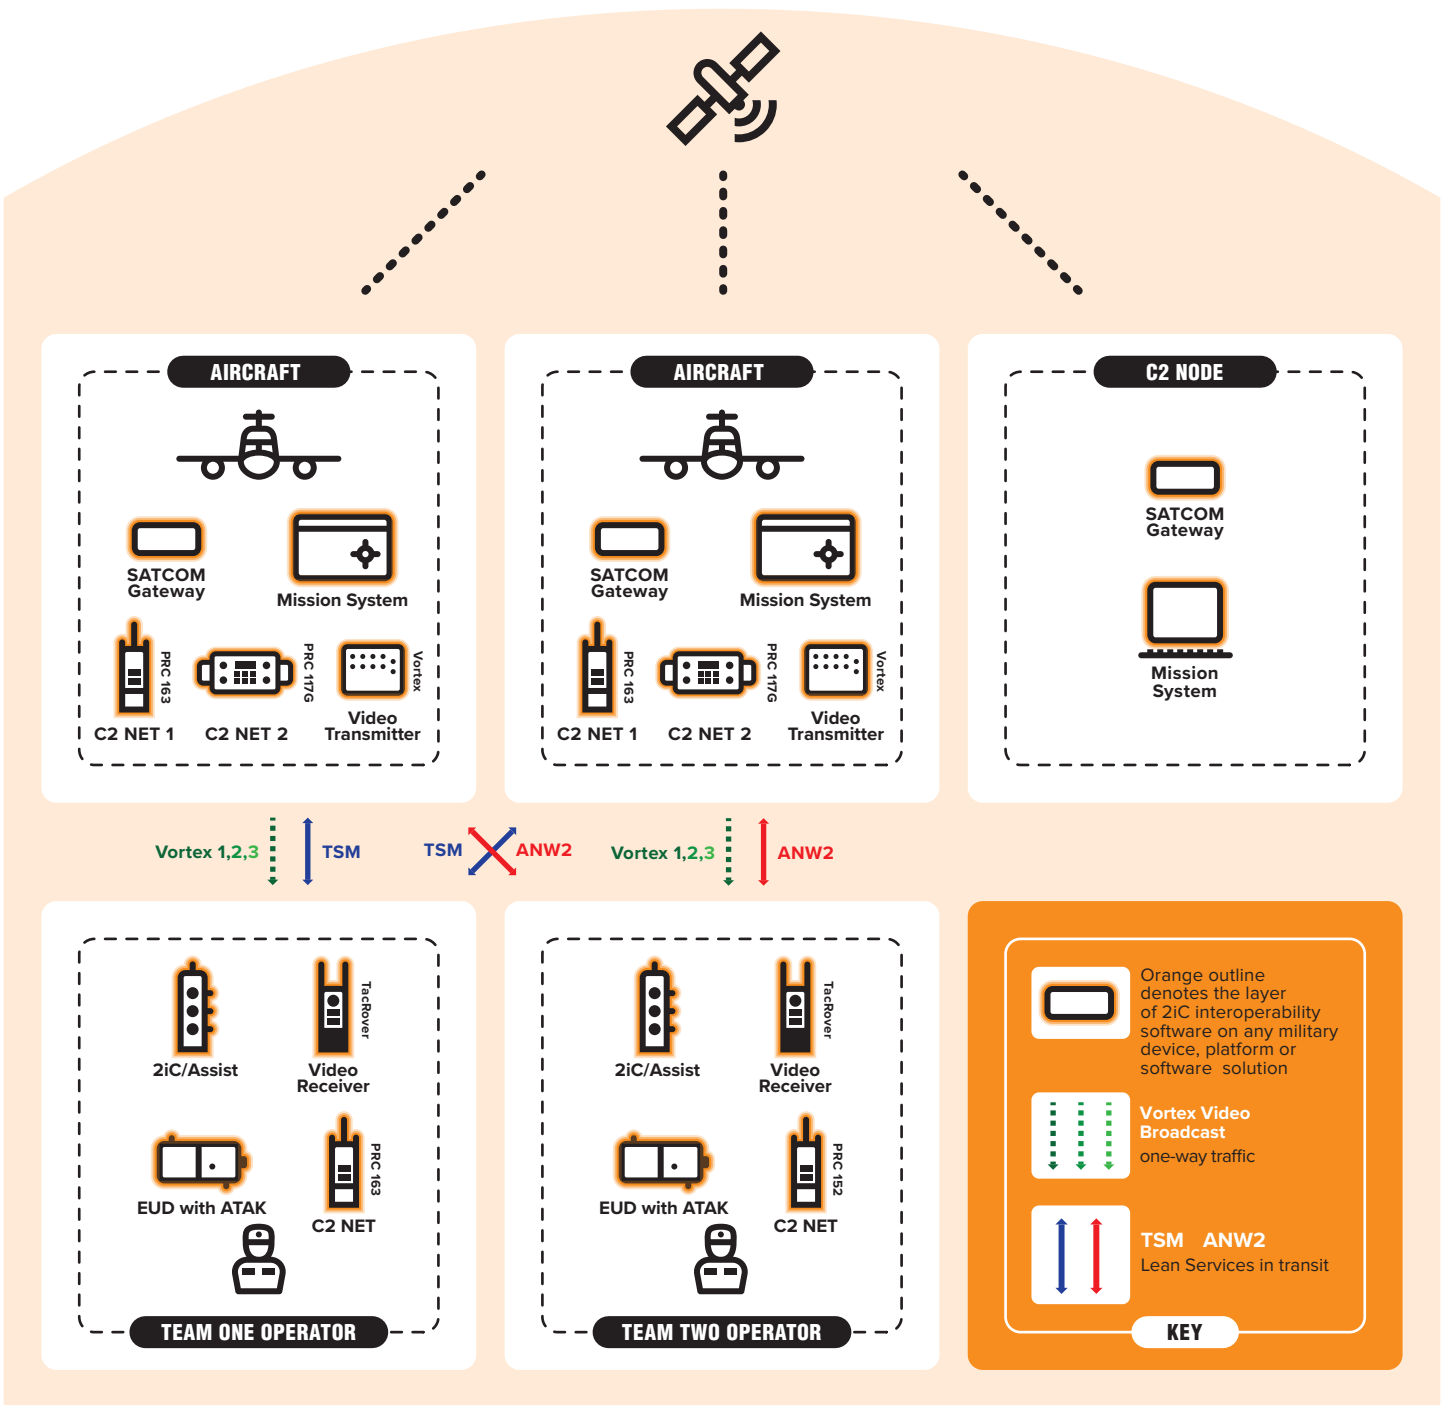 AIRCRAFT
SATCOM
Gateway
Mission System
PRC 163
C2 NET 1
PRC 117G
C2 NET 2
Vortex
Video
Transmitter
AIRCRAFT
SATCOM
Gateway
Mission System
PRC 163
C2 NET 1
PRC 117G
C2 NET 2
Vortex
Video
Transmitter
C2 NODE
SATCOM
Gateway
Mission
System
Vortex 1,2,3
TSM
TSM
ANW2
Vortex 1,2,3
ANW2
2iC/Assist
TacRover
Video
Receiver
EUD with ATAK
PRC 163
C2 NET
TEAM ONE OPERATOR
2iC/Assist
TacRover
Video
Receiver
EUD with ATAK
PRC 152
C2 NET
TEAM TWO OPERATOR
Orange outline
denotes the layer
of 2iC interoperability
software on any military
device, platform or
software solution
Vortex Video
Broadcast
one-way traffic
TSM ANW2
Lean Services in transit
KEY